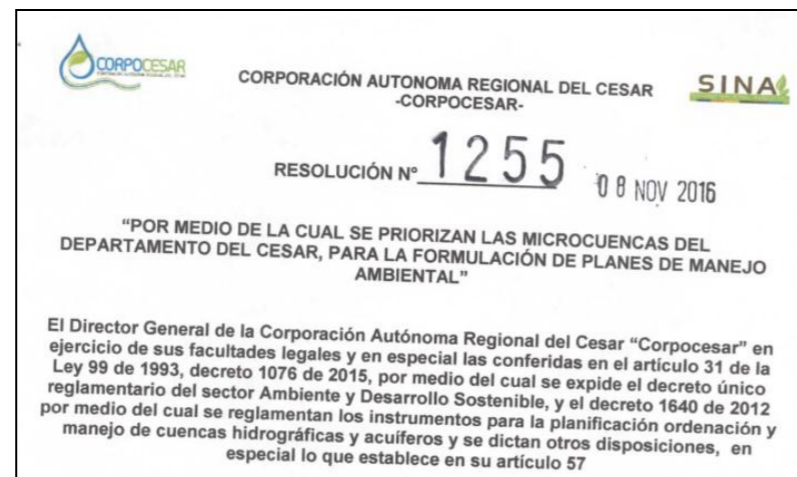 CORPOCESAR
SINA
CORPORACIÓN AUTONOMA REGIONAL DEL CESAR
-CORPOCESAR-
RESOLUCIÓN Nº 1255 08 NOV 2016
“POR MEDIO DE LA CUAL SE PRIORIZAN LAS MICROCUENCAS DEL
DEPARTAMENTO DEL CESAR, PARA LA FORMULACIÓN DE PLANES DE MANEJO
AMBIENTAL”
El Director General de la Corporación Autónoma Regional del Cesar “Corpocesar” en
ejercicio de sus facultades legales y en especial las conferidas en el artículo 31 de la
Ley 99 de 1993, decreto 1076 de 2015, por medio del cual se expide el decreto único
reglamentario del sector Ambiente y Desarrollo Sostenible, y el decreto 1640 de 2012
por medio del cual se reglamentan los instrumentos para la planificación ordenación y
manejo de cuencas hidrográficas y acuíferos y se dictan otros disposiciones, en
especial lo que establece en su artículo 57